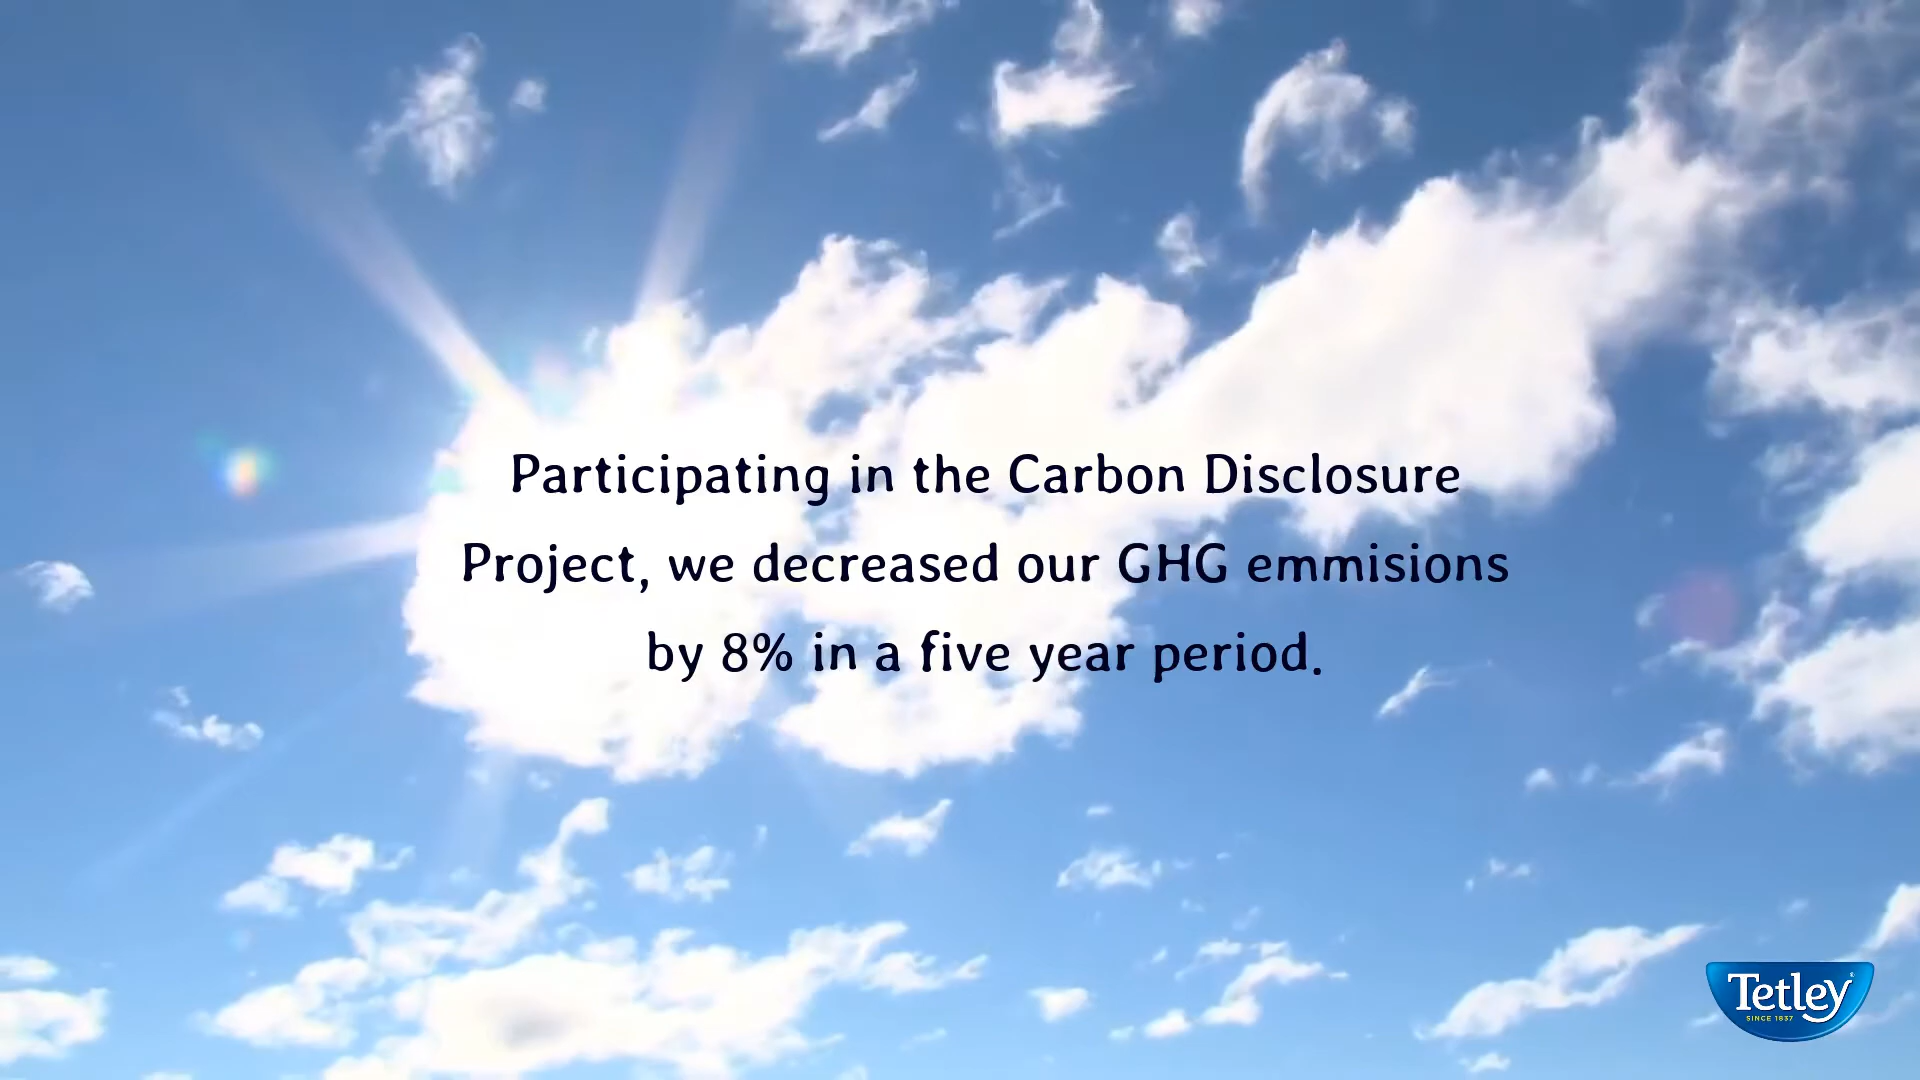 Participating in the Carbon Disclosure
Project, we decreased our GHG emmisions
by 8% in a five year period.
Tetley®
SINCE 1837